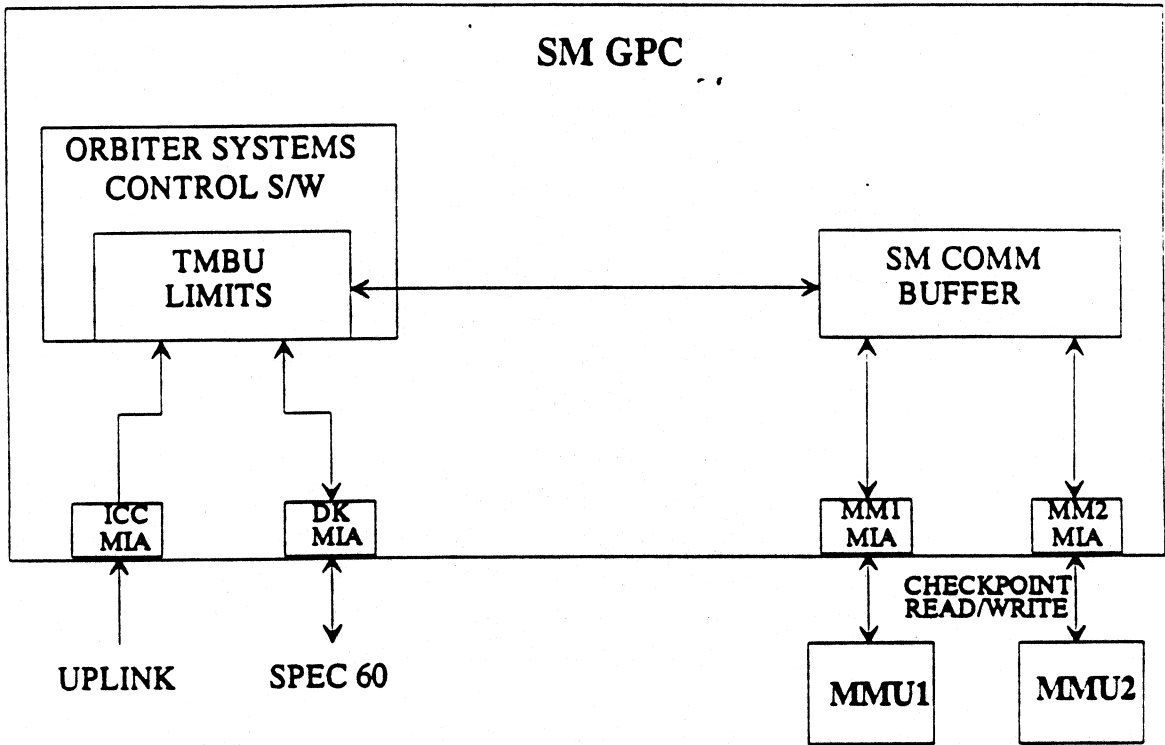 SM GPC
ORBITER SYSTEMS
CONTROL S/W
TMBU
LIMITS
SM COMM
BUFFER
ICC
MIA
DK
MIA
MM1
MIA
MM2
MIA
CHECKPOINT
READ/WRITE
UPLINK
SPEC 60
MMU1
MMU2